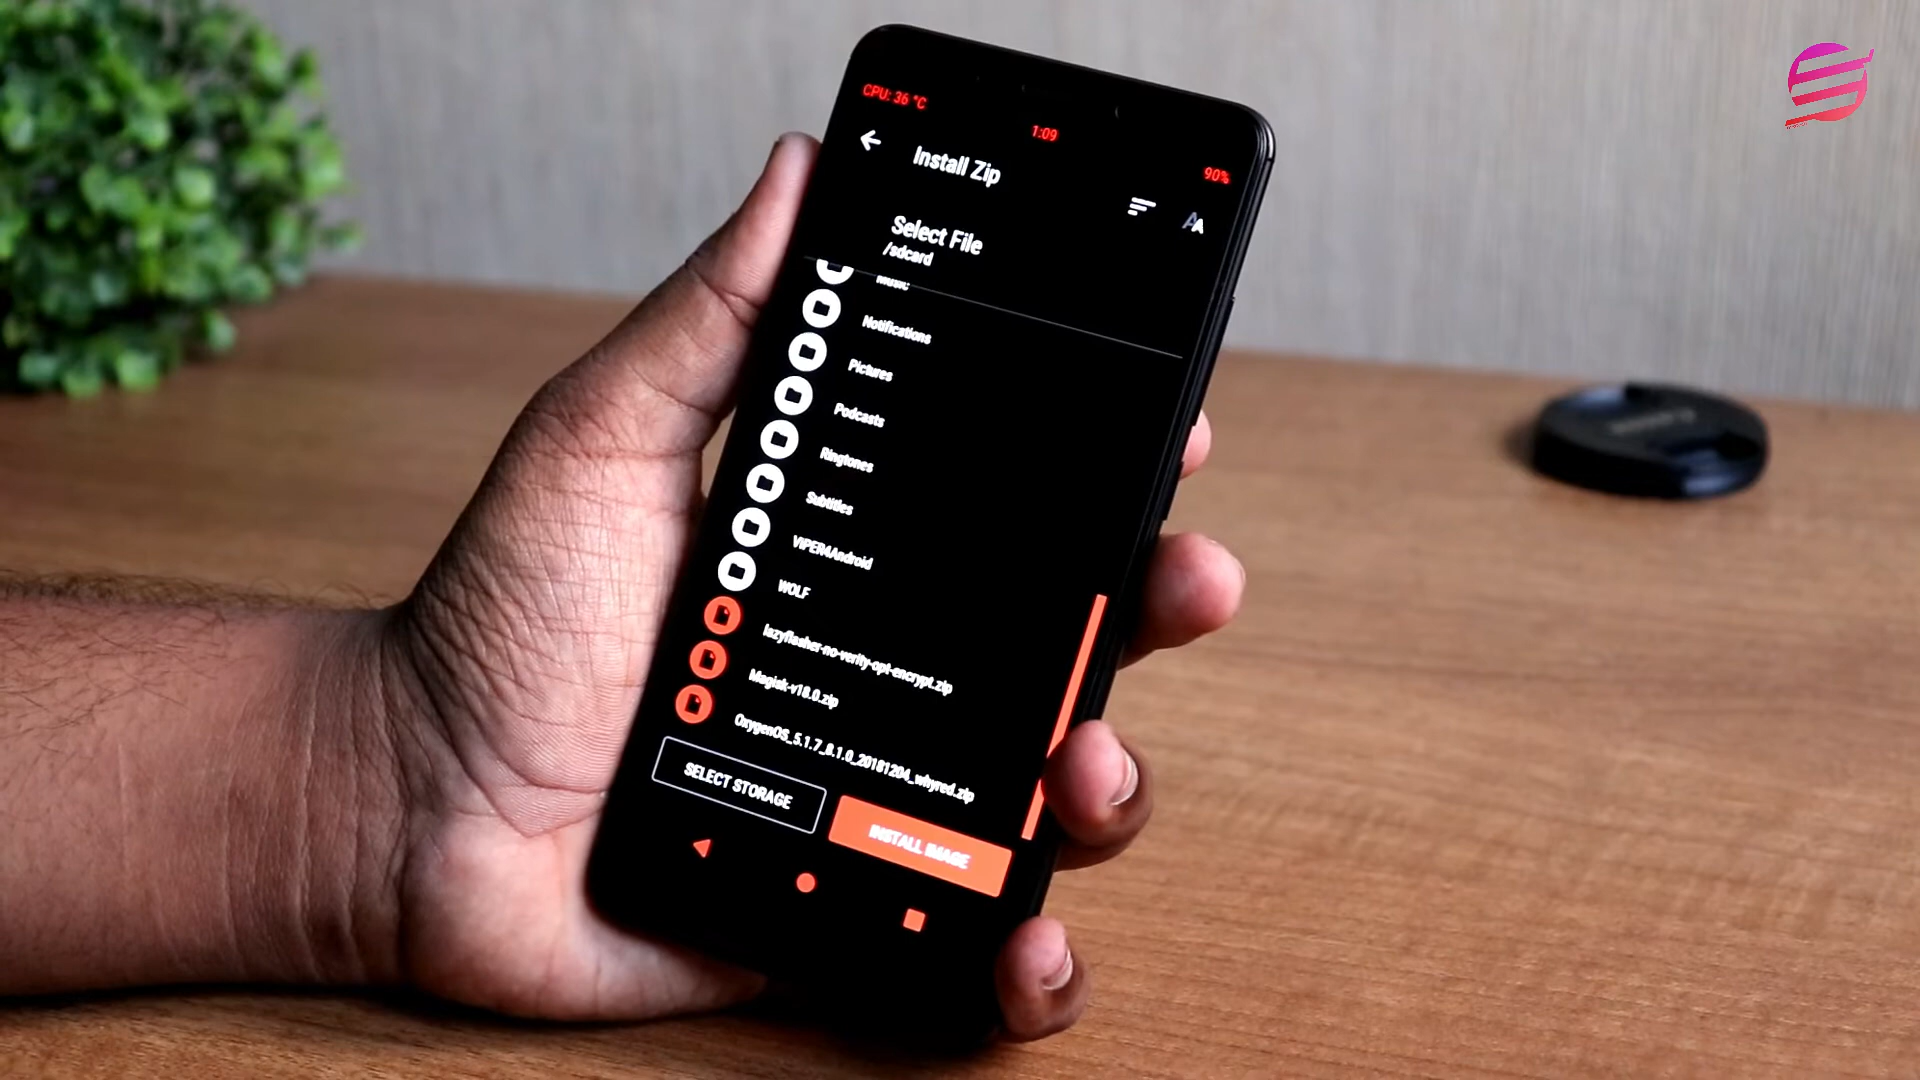 CPU: 36 °C
1:09
90%
Install Zip
Select File
/sdcard
Music
Notifications
Pictures
Podcasts
Ringtones
Subtitles
ViPER4Android
WOLF
lazyflasher-no-verity-opt-encrypt.zip
Magisk-v18.0.zip
OxygenOS_5.1.7_8.1.0_20181204_whyred.zip
SELECT STORAGE
INSTALL IMAGE